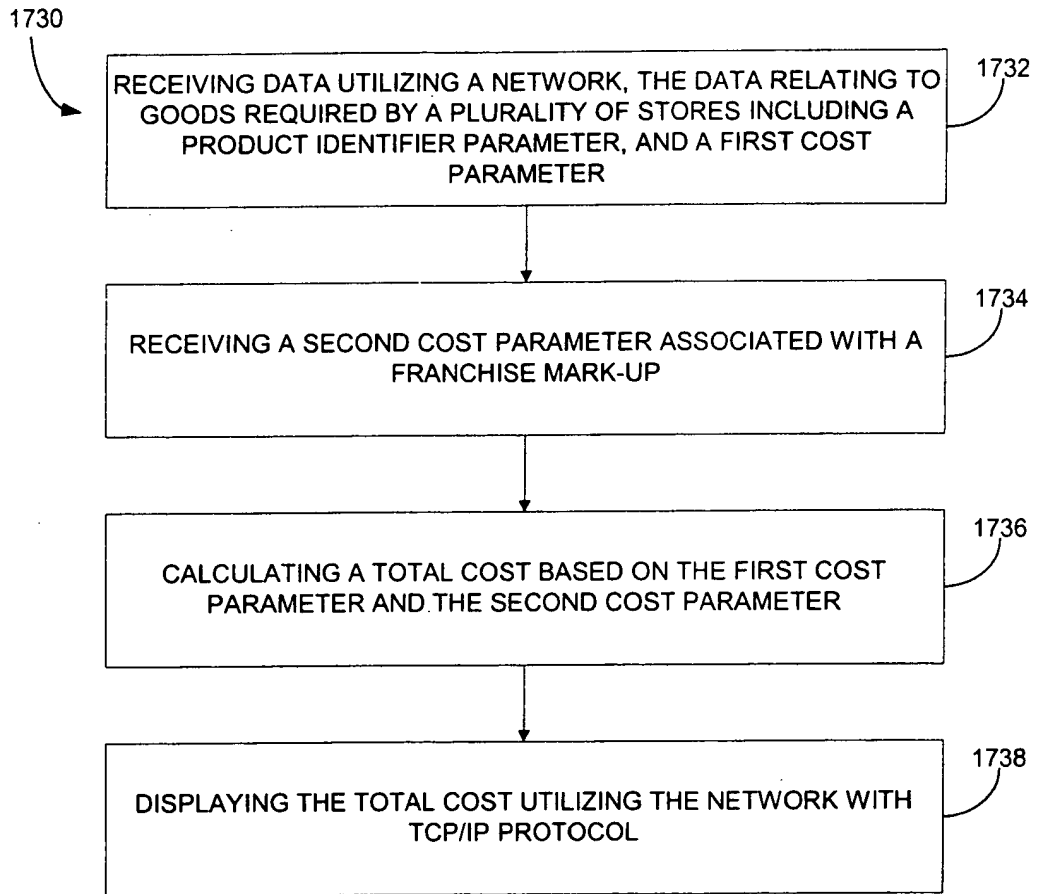 1730
RECEIVING DATA UTILIZING A NETWORK, THE DATA RELATING TO
GOODS REQUIRED BY A PLURALITY OF STORES INCLUDING A
PRODUCT IDENTIFIER PARAMETER, AND A FIRST COST
PARAMETER
1732
RECEIVING A SECOND COST PARAMETER ASSOCIATED WITH A
FRANCHISE MARK-UP
1734
CALCULATING A TOTAL COST BASED ON THE FIRST COST
PARAMETER AND THE SECOND COST PARAMETER
1736
DISPLAYING THE TOTAL COST UTILIZING THE NETWORK WITH
TCP/IP PROTOCOL
1738